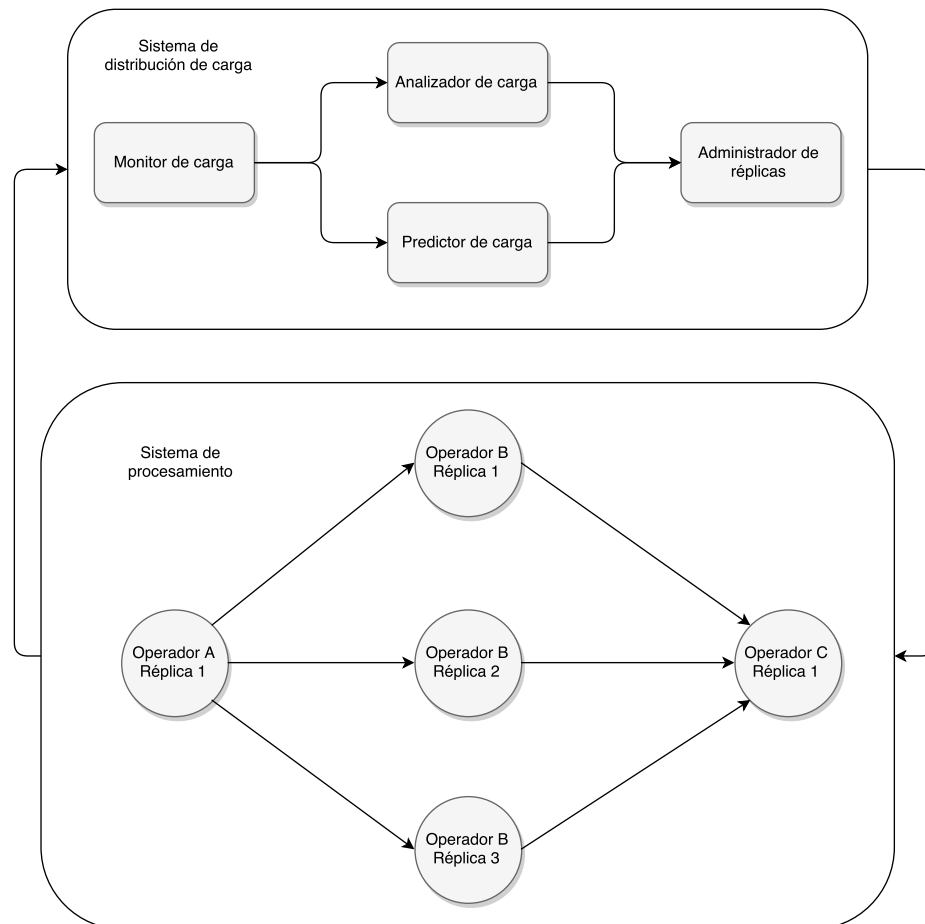 Sistema de
distribución de carga
Analizador de carga
Monitor de carga
Administrador de
réplicas
Predictor de carga
Sistema de
procesamiento
Operador B
Réplica 1
Operador A
Réplica 1
Operador B
Réplica 2
Operador C
Réplica 1
Operador B
Réplica 3